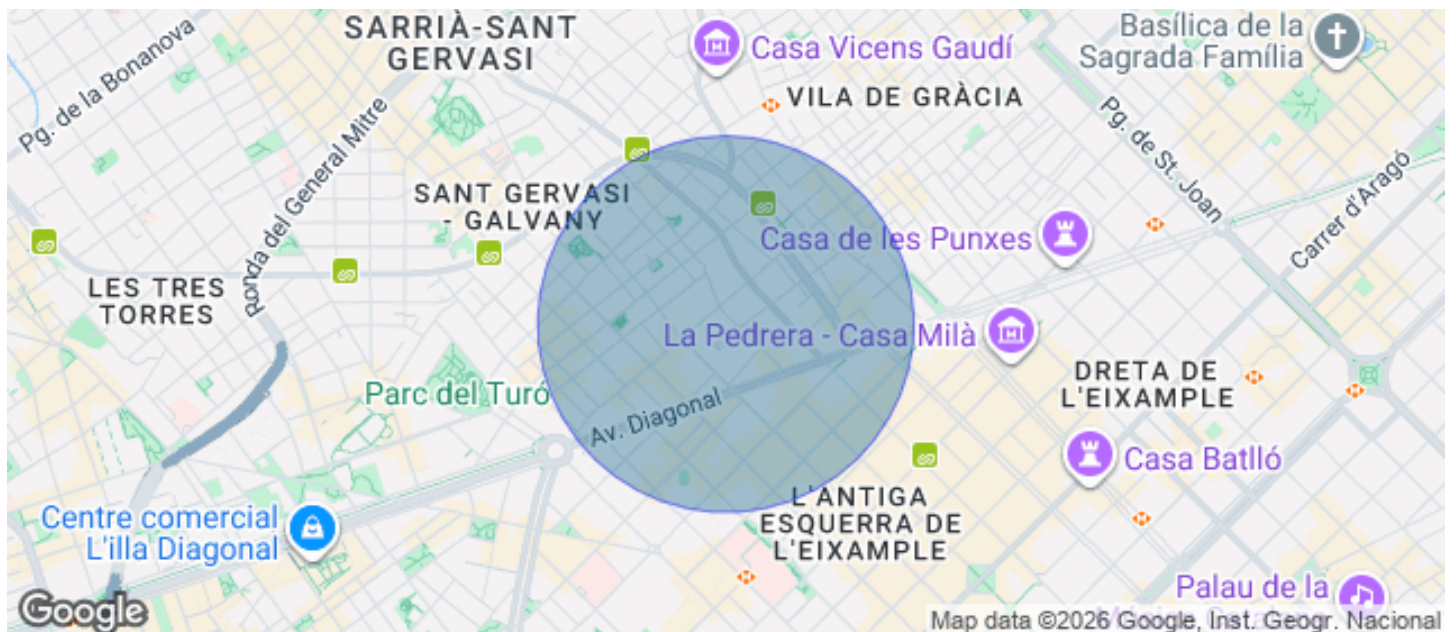 SARRIÀ-SANT
GERVASI
Casa Vicens Gaudí
Basílica de la
Sagrada Família
Pg. de la Bonanova
VILA DE GRÀCIA
Ronda del General Mitre
Pg. de St. Joan
Carrer d'Aragó
SANT GERVASI
- GALVANY
Casa de les Punxes
LES TRES
TORRES
La Pedrera - Casa Milà
DRETA DE
L'EIXAMPLE
Parc del Turó
Av. Diagonal
Casa Batlló
L'ANTIGA
ESQUERRA DE
L'EIXAMPLE
Centre comercial
L'illa Diagonal
Palau de la
Google
Map data ©2026 Google, Inst. Geogr. Nacional